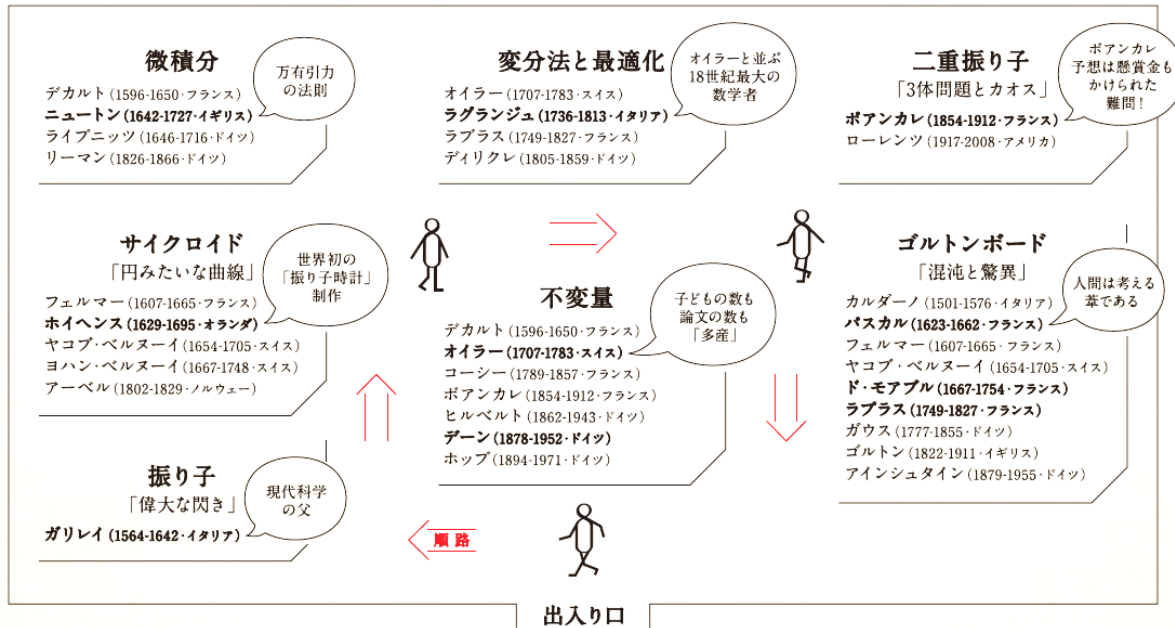 微積分
デカルト(1596-1650·フランス)
ニュートン(1642-1727·イギリス)
ライプニッツ(1646-1716·ドイツ)
リーマン(1826-1866·ドイツ)
万有引力
の法則
変分法と最適化
オイラー(1707-1783·スイス)
ラグランジュ(1736-1813·イタリア)
ラプラス(1749-1827·フランス)
ディリクレ(1805-1859·ドイツ)
オイラーと並ぶ
18世紀最大の
数学者
二重振り子
「3体問題とカオス」
ポアンカレ(1854-1912·フランス)
ローレンツ(1917-2008·アメリカ)
ポアンカレ
予想は懸賞金も
かけられた
難問!
サイクロイド
「円みたいな曲線」
フェルマー(1607-1665·フランス)
ホイヘンス(1629-1695·オランダ)
ヤコブ·ベルヌーイ(1654-1705·スイス)
ヨハン·ベルヌーイ(1667-1748·スイス)
アーベル(1802-1829·ノルウェー)
世界初の
「振り子時計」
制作
不変量
デカルト(1596-1650·フランス)
オイラー(1707-1783·スイス)
コーシー(1789-1857·フランス)
ポアンカレ(1854-1912·フランス)
ヒルベルト(1862-1943·ドイツ)
デーン(1878-1952·ドイツ)
ホップ(1894-1971·ドイツ)
子どもの数も
論文の数も
「多産」
ゴルトンボード
「混沌と驚異」
カルダーノ(1501-1576·イタリア)
パスカル(1623-1662·フランス)
フェルマー(1607-1665·フランス)
ヤコブ·ベルヌーイ(1654-1705·スイス)
ド·モアブル(1667-1754·フランス)
ラプラス(1749-1827·フランス)
ガウス(1777-1855·ドイツ)
ゴルトン(1822-1911·イギリス)
アインシュタイン(1879-1955·ドイツ)
人間は考える
葦である
振り子
「偉大な閃き」
ガリレイ(1564-1642·イタリア)
現代科学
の父
順路
出入り口